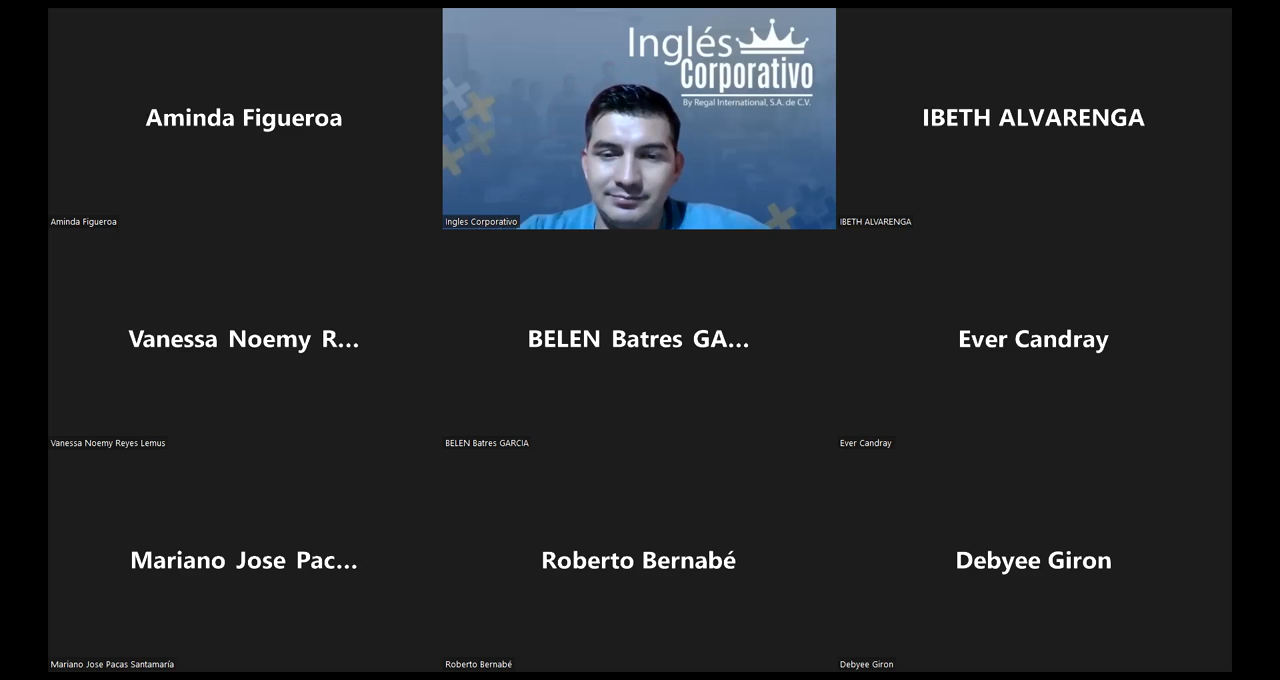 Aminda Figueroa
Aminda Figueroa
Inglés
Corporativo
By Regal International, S.A. de C.V.
Ingles Corporativo
IBETH ALVARENGA
IBETH ALVARENGA
Vanessa Noemy R...
Vanessa Noemy Reyes Lemus
BELEN Batres GA...
BELEN Batres GARCIA
Ever Candray
Ever Candray
Mariano Jose Pac...
Mariano Jose Pacas Santamaría
Roberto Bernabé
Roberto Bernabé
Debyee Giron
Debyee Giron